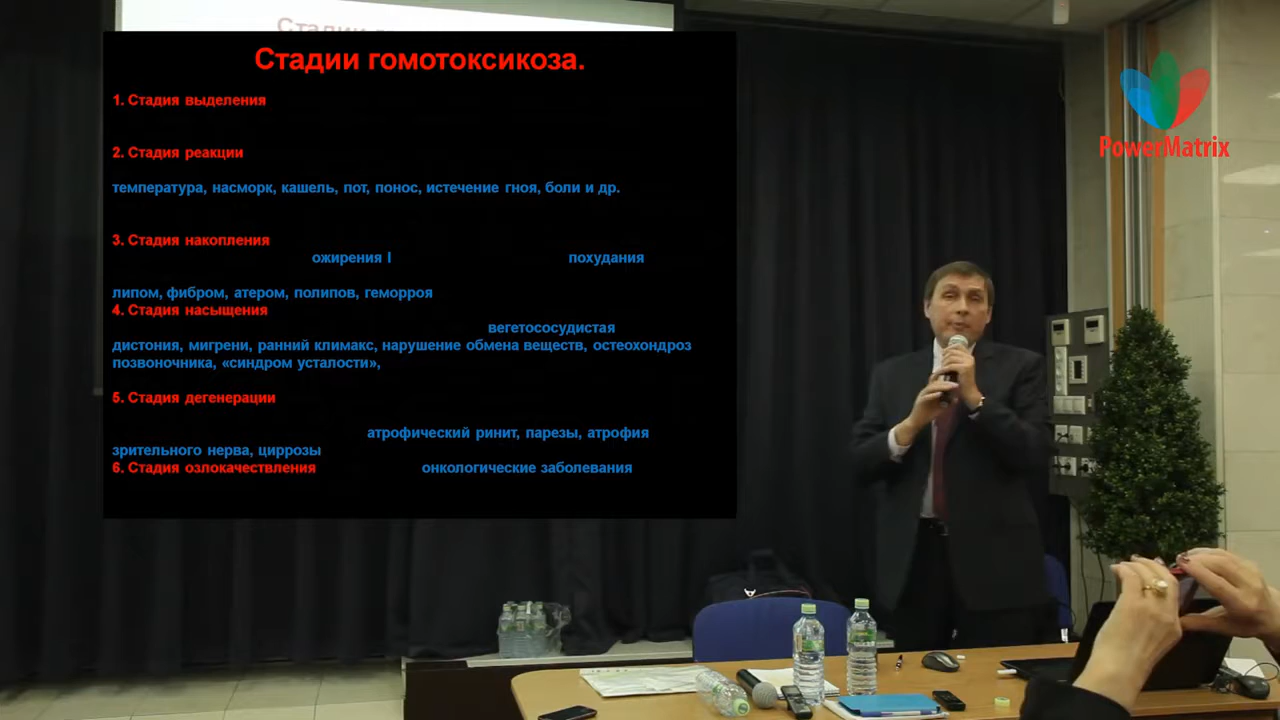 Стадии гомотоксикоза.
1. Стадия выделения
2. Стадия реакции
температура, насморк, кашель, пот, понос, истечение гноя, боли и др.
3. Стадия накопления
ожирения I похудания
липом, фибром, атером, полипов, геморроя
4. Стадия насыщения
вегетососудистая
дистония, мигрени, ранний климакс, нарушение обмена веществ, остеохондроз
позвоночника, «синдром усталости»,
5. Стадия дегенерации
атрофический ринит, парезы, атрофия
зрительного нерва, циррозы
6. Стадия озлокачествления онкологические заболевания
PowerMatrix